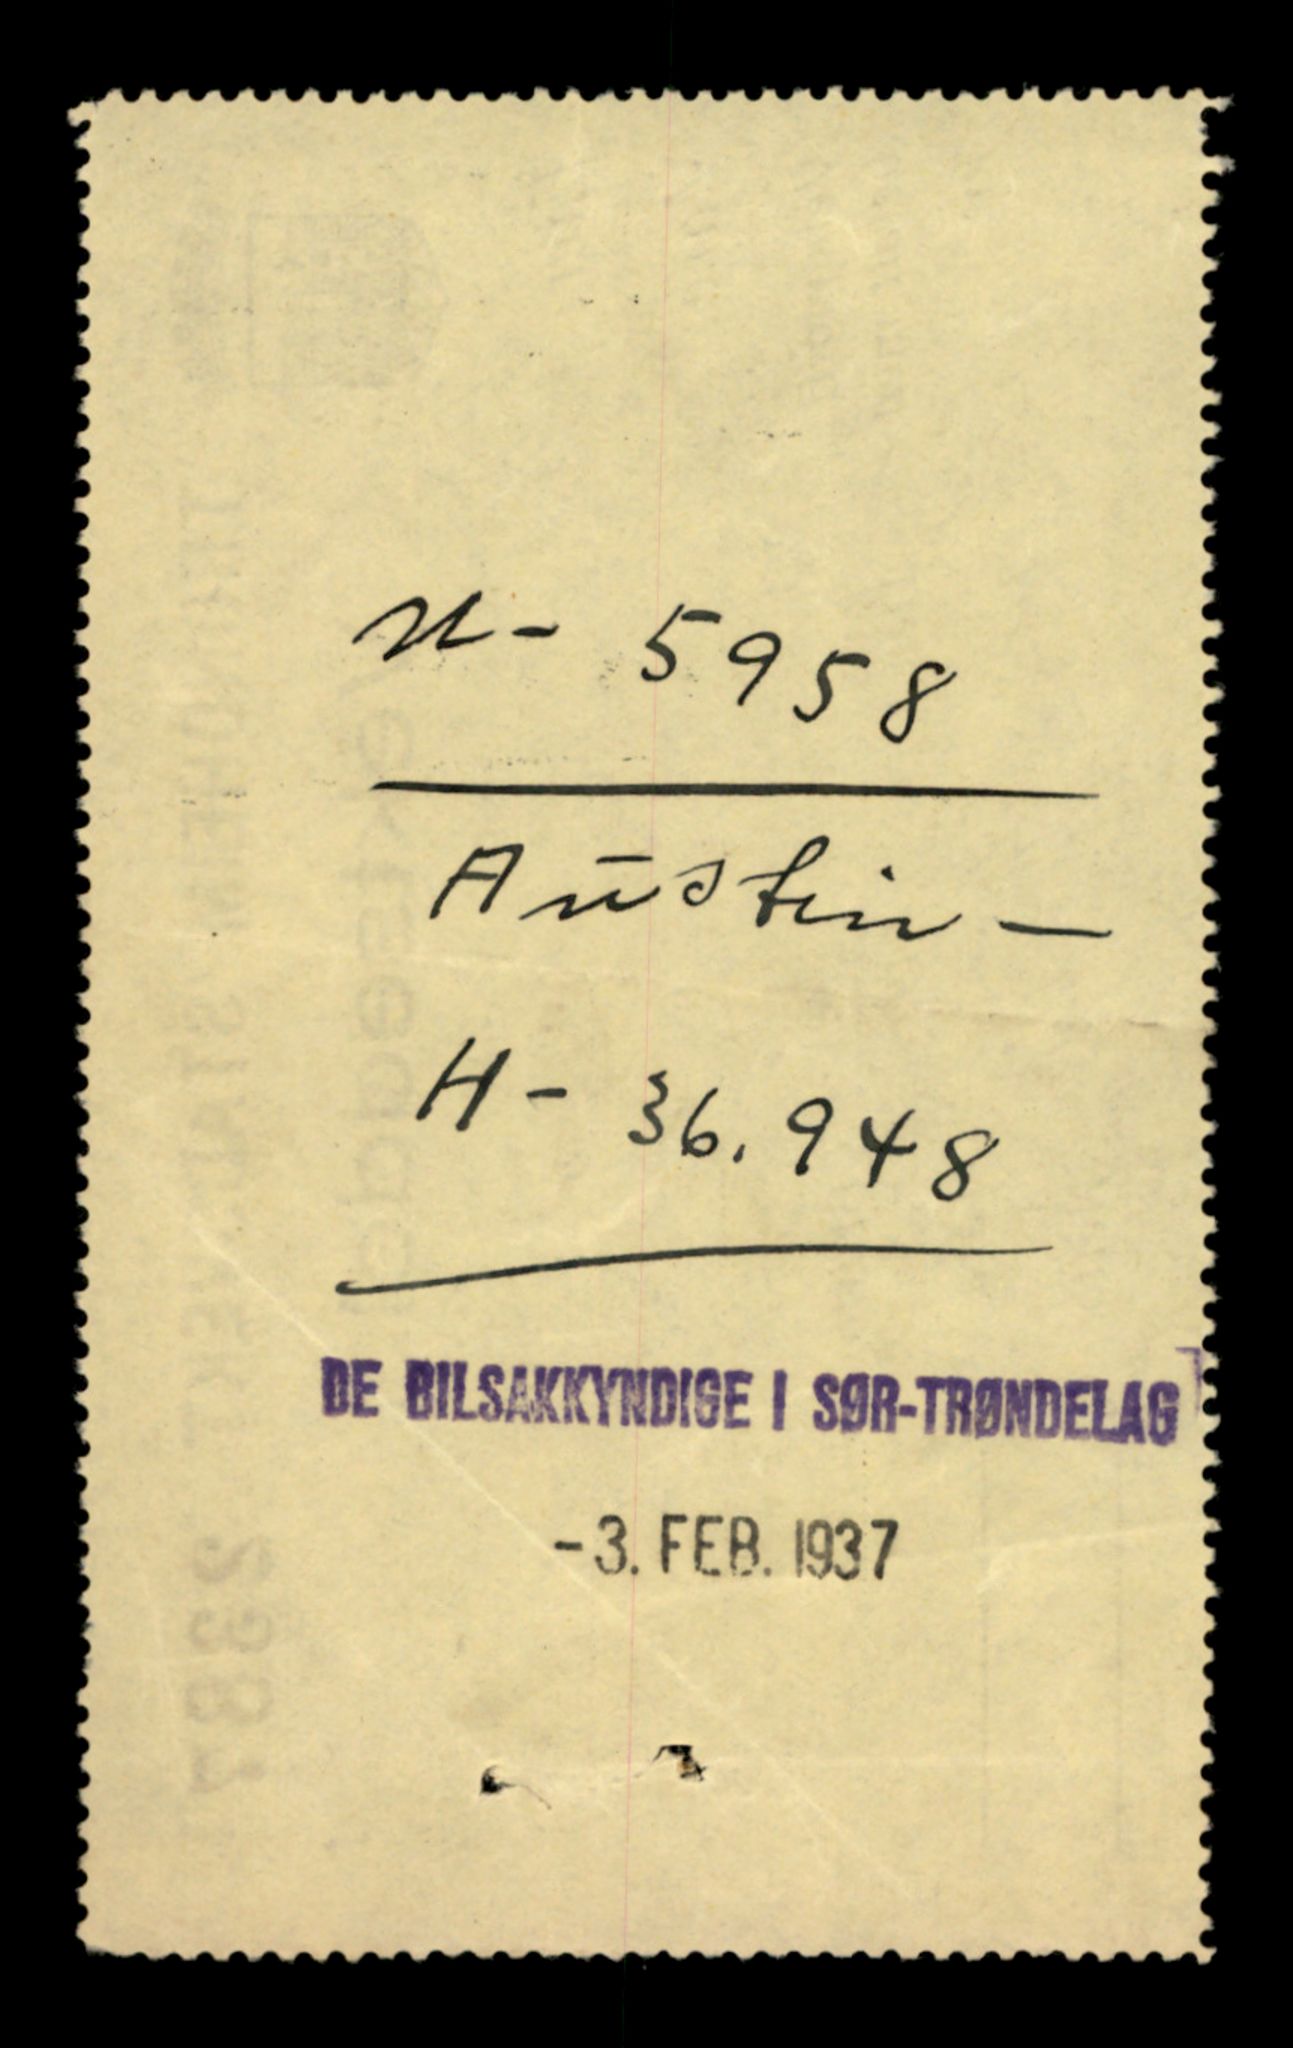 U- 5958
Austin -
H- 36.948
DE BILSAKKYNDIGE I SØR-TRØNDELAG
-3. FEB. 1937